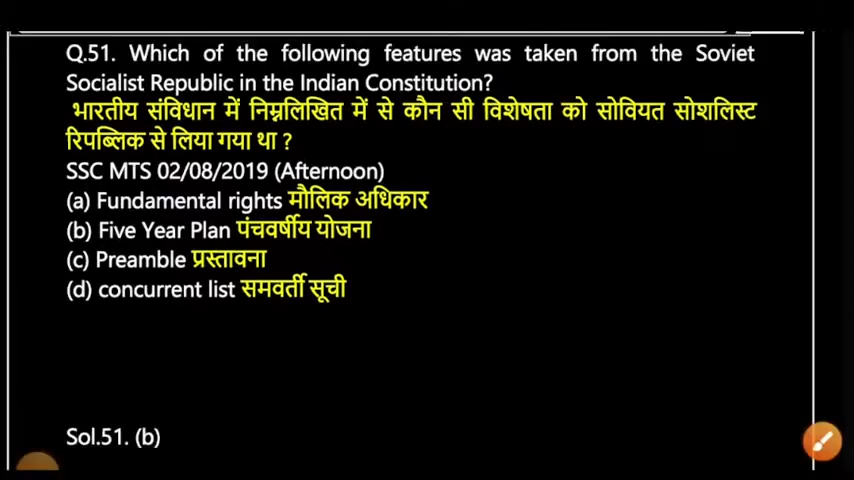 Q.51. Which of the following features was taken from the Soviet
Socialist Republic in the Indian Constitution?
भारतीय संविधान में निम्नलिखित में से कौन सी विशेषता को सोवियत सोशलिस्ट
रिपब्लिक से लिया गया था ?
SSC MTS 02/08/2019 (Afternoon)
(a) Fundamental rights मौलिक अधिकार
(b) Five Year Plan पंचवर्षीय योजना
(c) Preamble प्रस्तावना
(d) concurrent list समवर्ती सूची
Sol.51. (b)